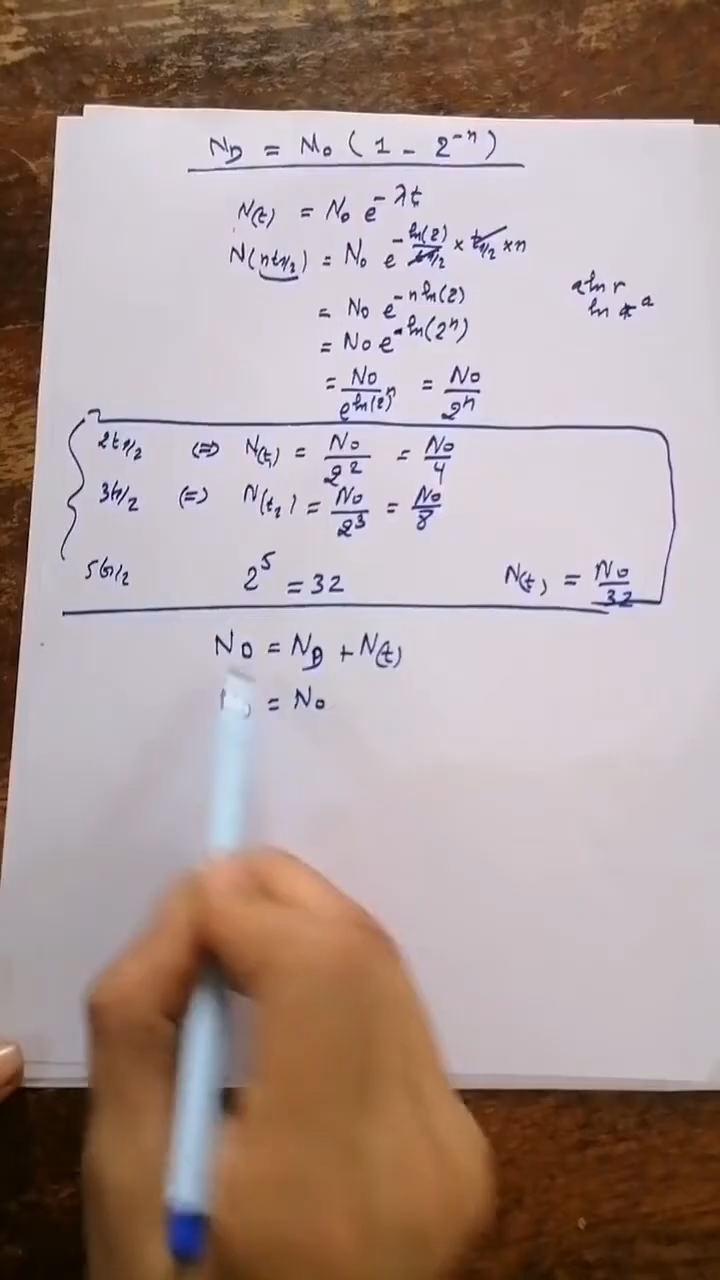 N_D = N₀ ( 1 - 2⁻ⁿ )
N(t) = N₀ e^-λt
N(nt1/2) = N₀ e^-ln(2)/t1/2 × t1/2 × n
= N₀ e^-n ln(2)
a ln r
ln r^a
= N₀ e^-ln(2ⁿ)
= N₀/e^ln(2)ⁿ = N₀/2ⁿ
2t1/2 <=> N(t) = N₀/2² = N₀/4
3t1/2 <=> N(t₂) = N₀/2³ = N₀/8
5t1/2 2⁵ = 32 N(t) = N₀/32
N₀ = N_D + N(t)
= N₀